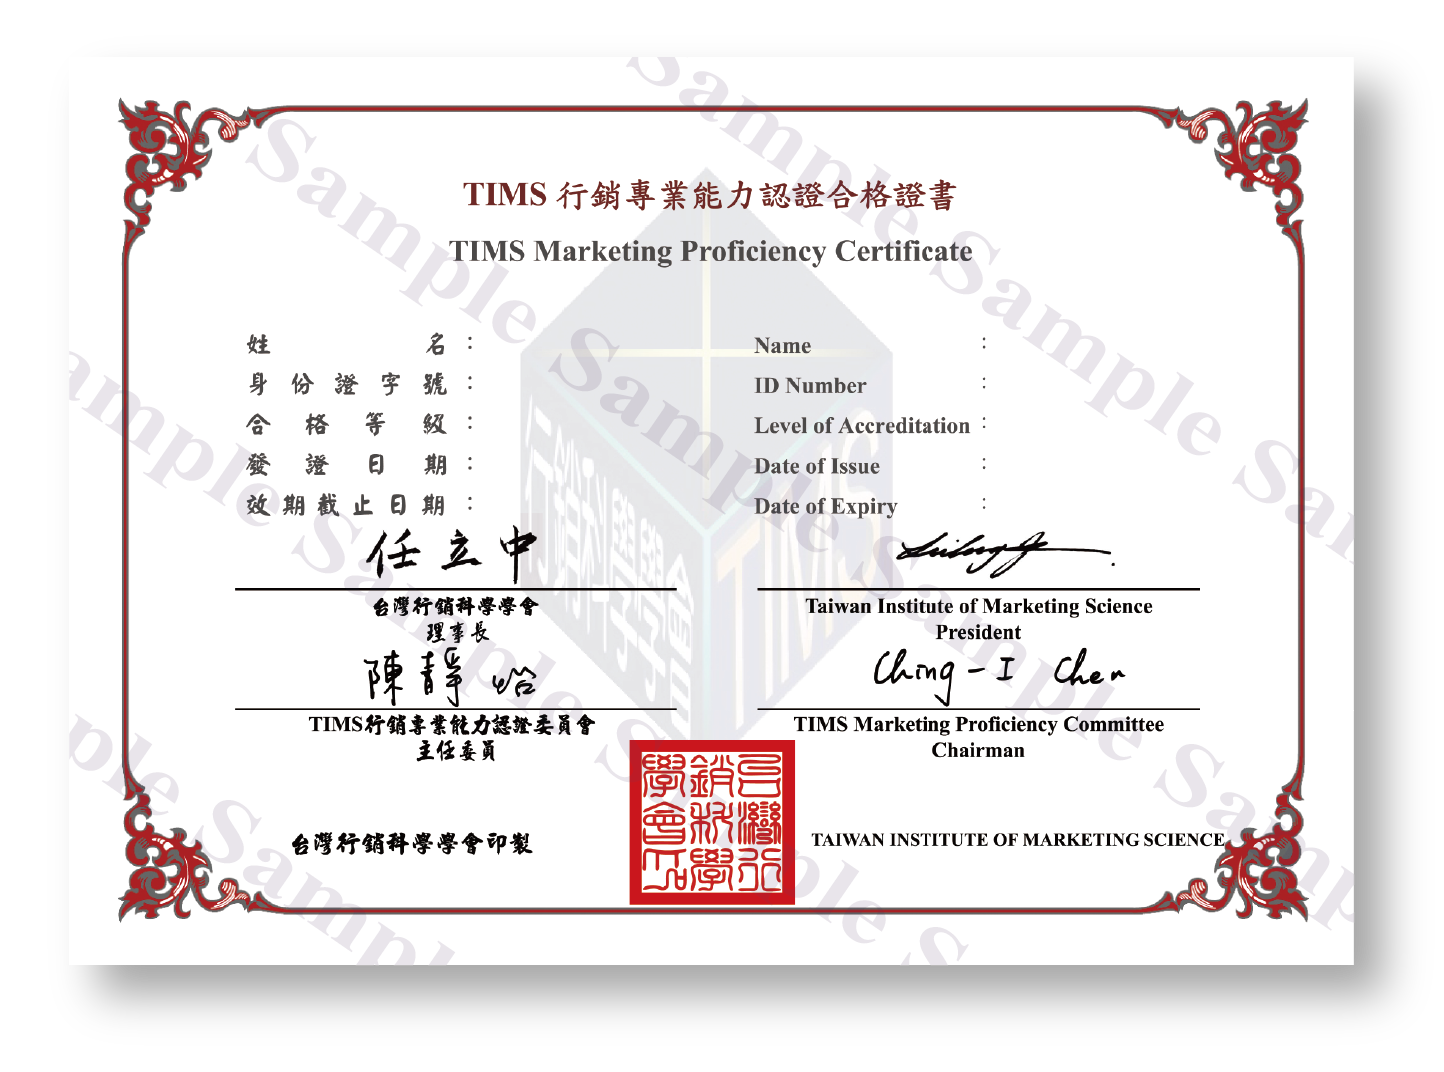 TIMS 行銷專業能力認證合格證書
TIMS Marketing Proficiency Certificate
姓名：
身份證字號：
合格等級：
發證日期：
效期截止日期：
Name :
ID Number :
Level of Accreditation :
Date of Issue :
Date of Expiry :
任立中
台灣行銷科學學會
理事長
陳靜怡
TIMS行銷專業能力認證委員會
主任委員
Taiwan Institute of Marketing Science
President
Ching-I Chen
TIMS Marketing Proficiency Committee
Chairman
台灣行銷科學學會印製
TAIWAN INSTITUTE OF MARKETING SCIENCE
台灣行
銷科學
學會
TIMS
Sample Sample Sample Sample